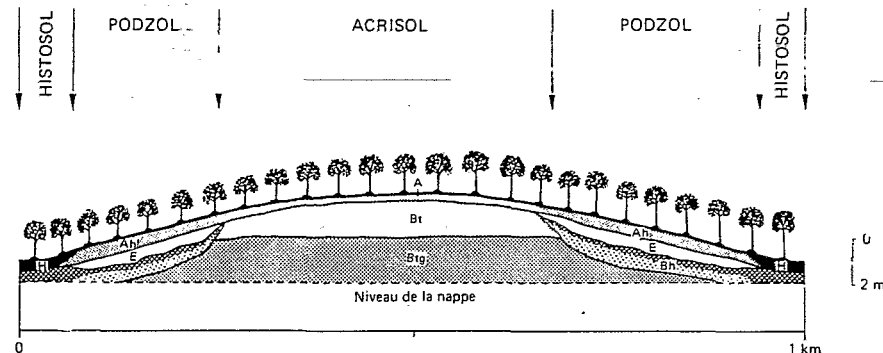 HISTOSOL
PODZOL
ACRISOL
PODZOL
HISTOSOL
A
Bt
Ah
Ah
E
E
Btg
Bh
H
H
0
2 m
Niveau de la nappe
0
1 km